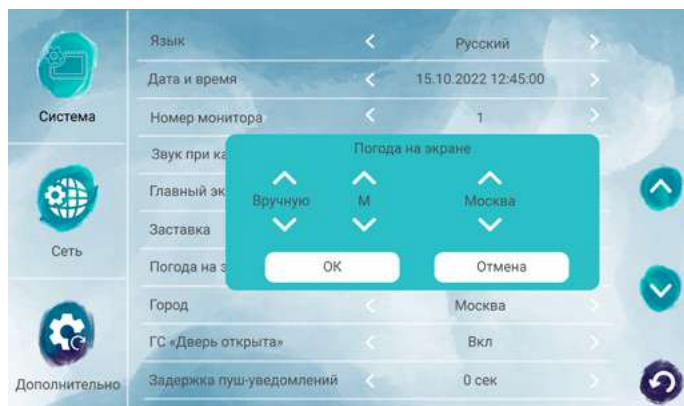 Система
Сеть
Дополнительно
Язык Русский
Дата и время 15.10.2022 12:45:00
Номер монитора 1
Звук при ка
Главный эк
Заставка
Погода на э
Город Москва
ГС «Дверь открыта» Вкл
Задержка пуш-уведомлений 0 сек
Погода на экране
Вручную М Москва
OK Отмена